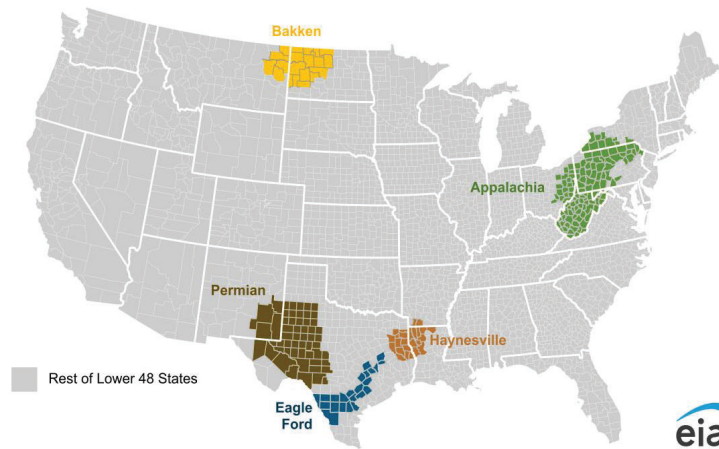 Bakken
Appalachia
Permian
Haynesville
Rest of Lower 48 States
Eagle
Ford
eia